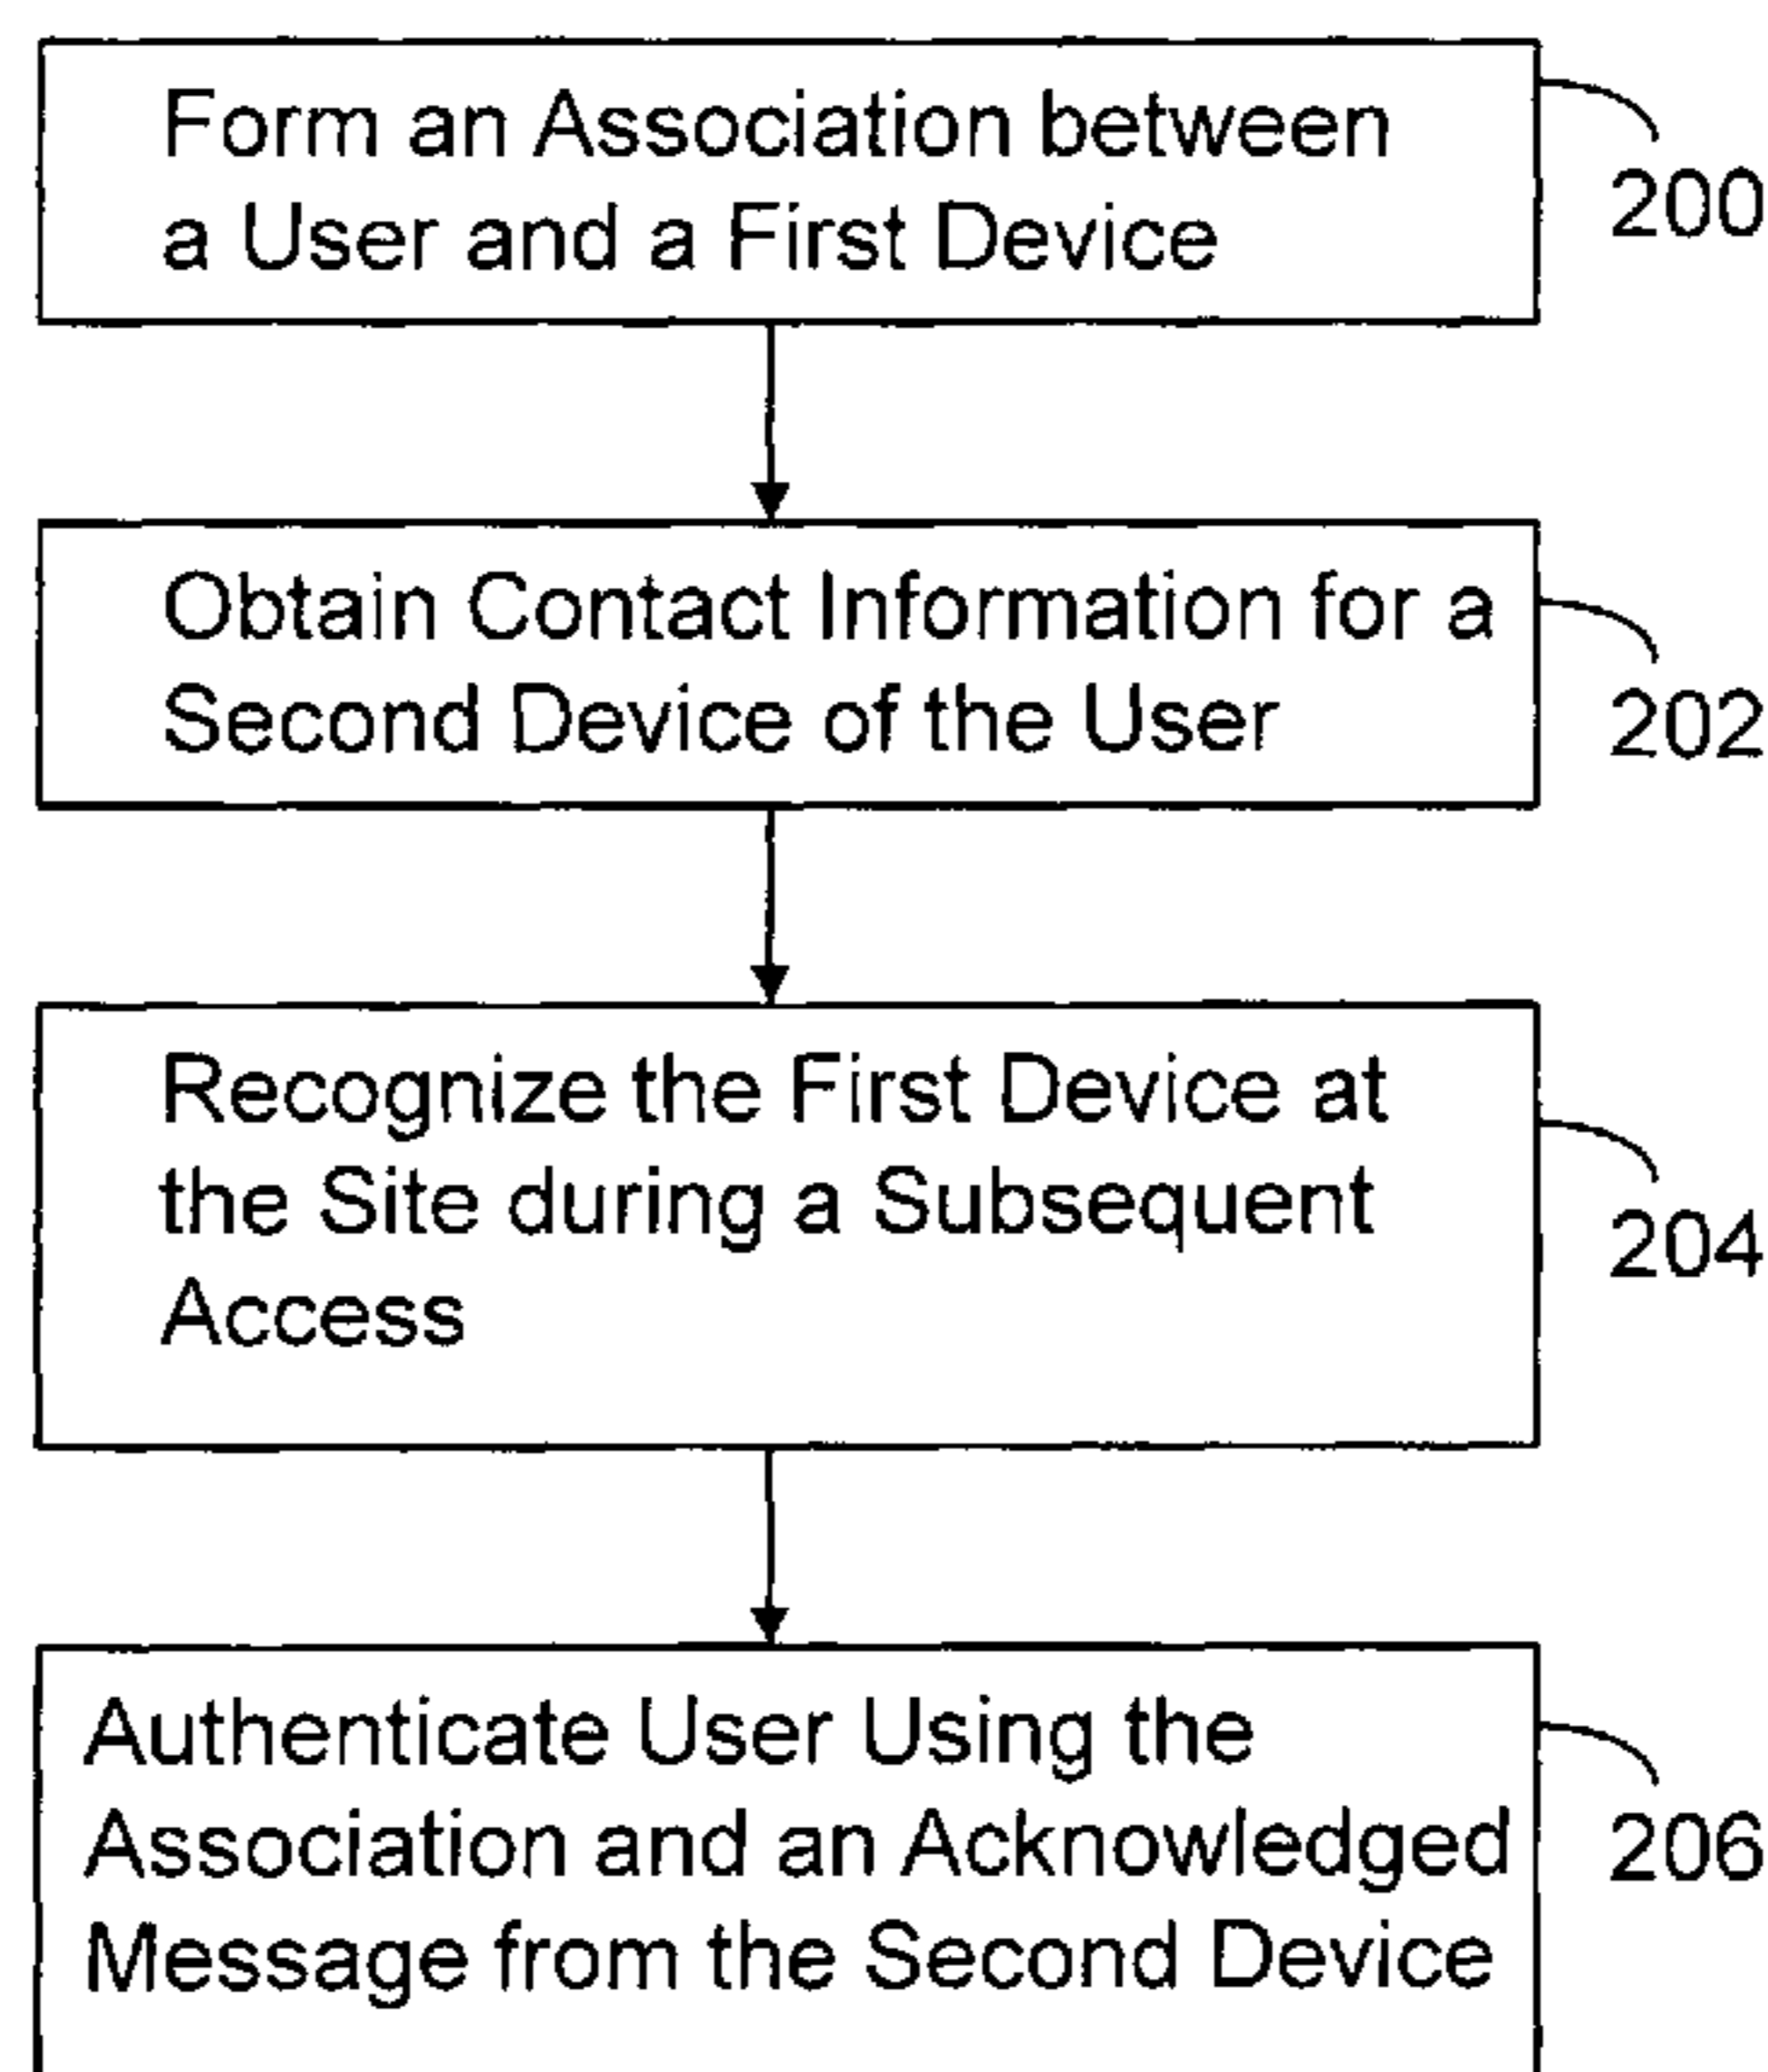 Form an Association between
a User and a First Device
200
Obtain Contact Information for a
Second Device of the User
202
Recognize the First Device at
the Site during a Subsequent
Access
204
Authenticate User Using the
Association and an Acknowledged
Message from the Second Device
206